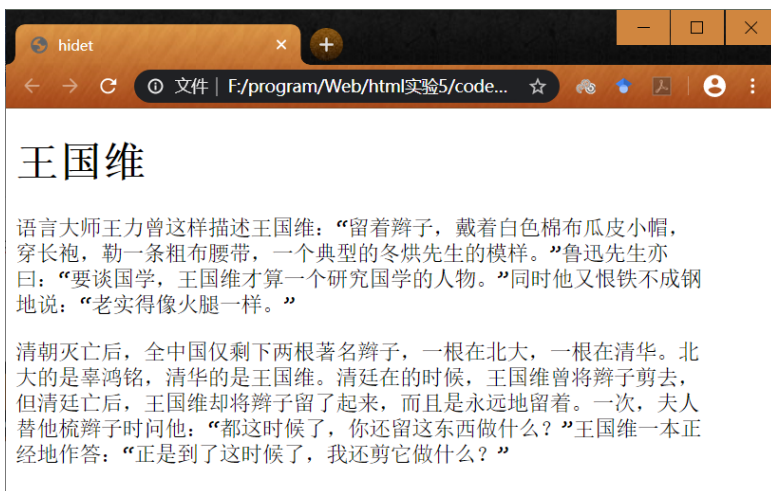 hidet
文件 | F:/program/Web/html实验5/code...
王国维
语言大师王力曾这样描述王国维：“留着辫子，戴着白色棉布瓜皮小帽，
穿长袍，勒一条粗布腰带，一个典型的冬烘先生的模样。”鲁迅先生亦
曰：“要谈国学，王国维才算一个研究国学的人物。”同时他又恨铁不成钢
地说：“老实得像火腿一样。”
清朝灭亡后，全中国仅剩下两根著名辫子，一根在北大，一根在清华。北
大的是辜鸿铭，清华的是王国维。清廷在的时候，王国维曾将辫子剪去，
但清廷亡后，王国维却将辫子留了起来，而且是永远地留着。一次，夫人
替他梳辫子时问他：“都这时候了，你还留这东西做什么？”王国维一本正
经地作答：“正是到了这时候了，我还剪它做什么？”